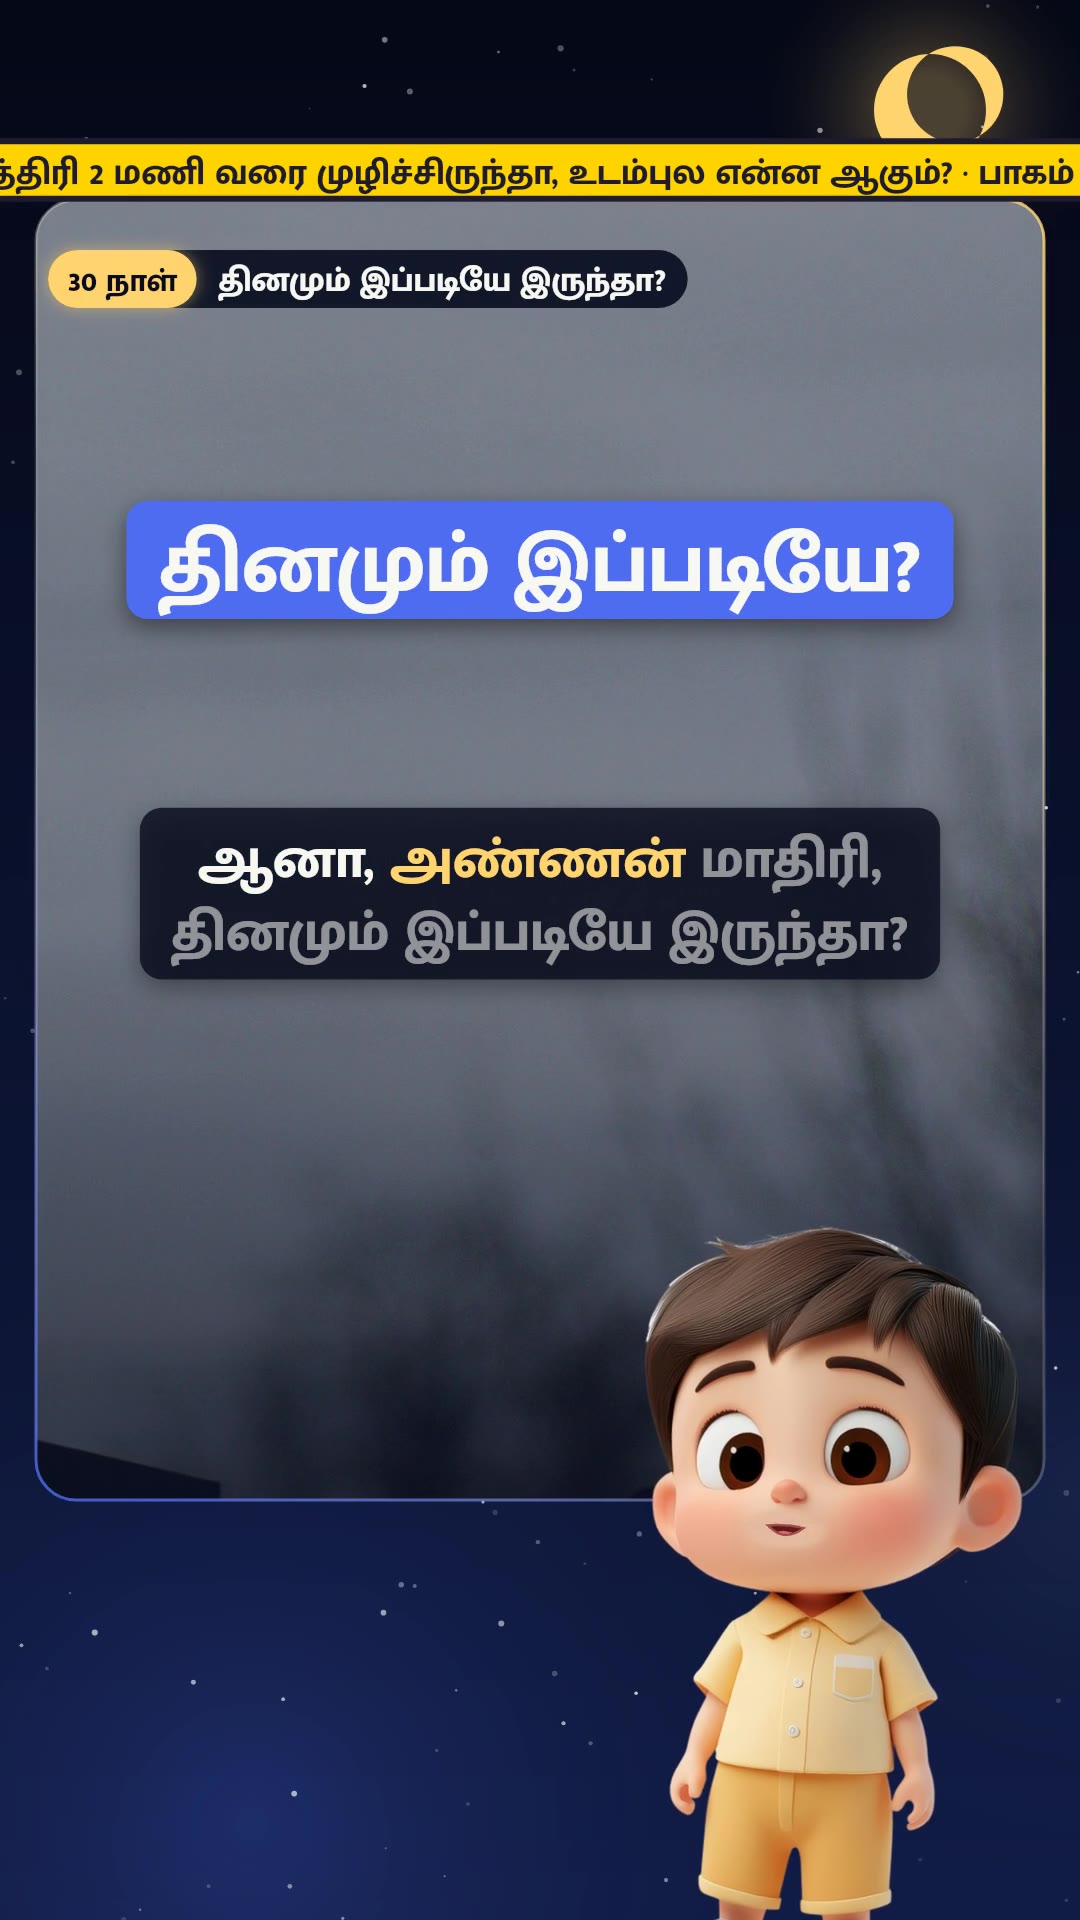 2 மணி வரை முழிச்சிருந்தா, உடம்புல என்ன ஆகும்? · பாகம்
30 நாள் தினமும் இப்படியே இருந்தா?
தினமும் இப்படியே?
ஆனா, அண்ணன் மாதிரி,
தினமும் இப்படியே இருந்தா?